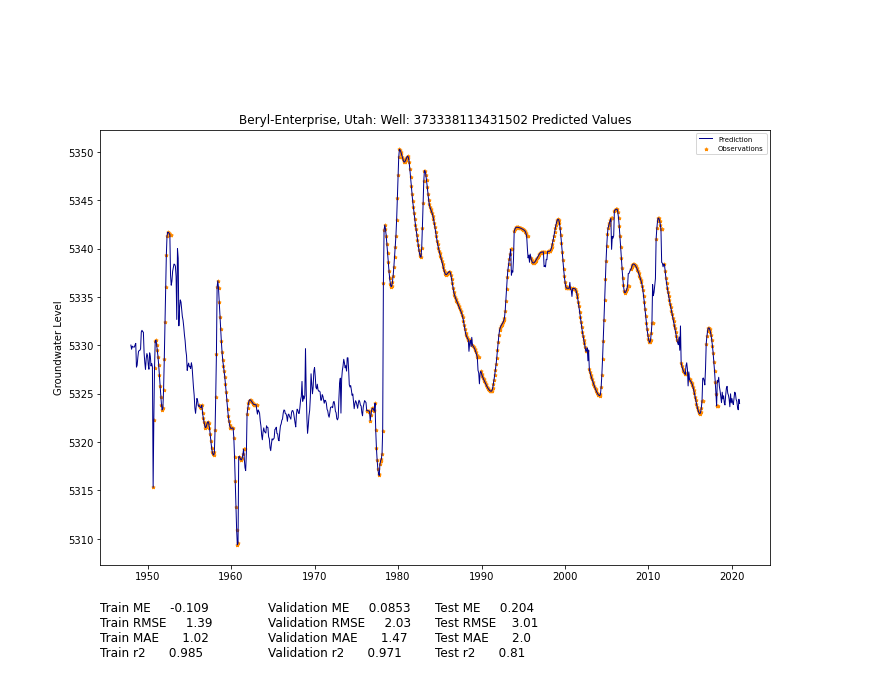 Beryl-Enterprise, Utah: Well: 373338113431502 Predicted Values
Prediction
Observations
Groundwater Level
5350
5345
5340
5335
5330
5325
5320
5315
5310
1950 1960 1970 1980 1990 2000 2010 2020
Train ME -0.109 Validation ME 0.0853 Test ME 0.204
Train RMSE 1.39 Validation RMSE 2.03 Test RMSE 3.01
Train MAE 1.02 Validation MAE 1.47 Test MAE 2.0
Train r2 0.985 Validation r2 0.971 Test r2 0.81